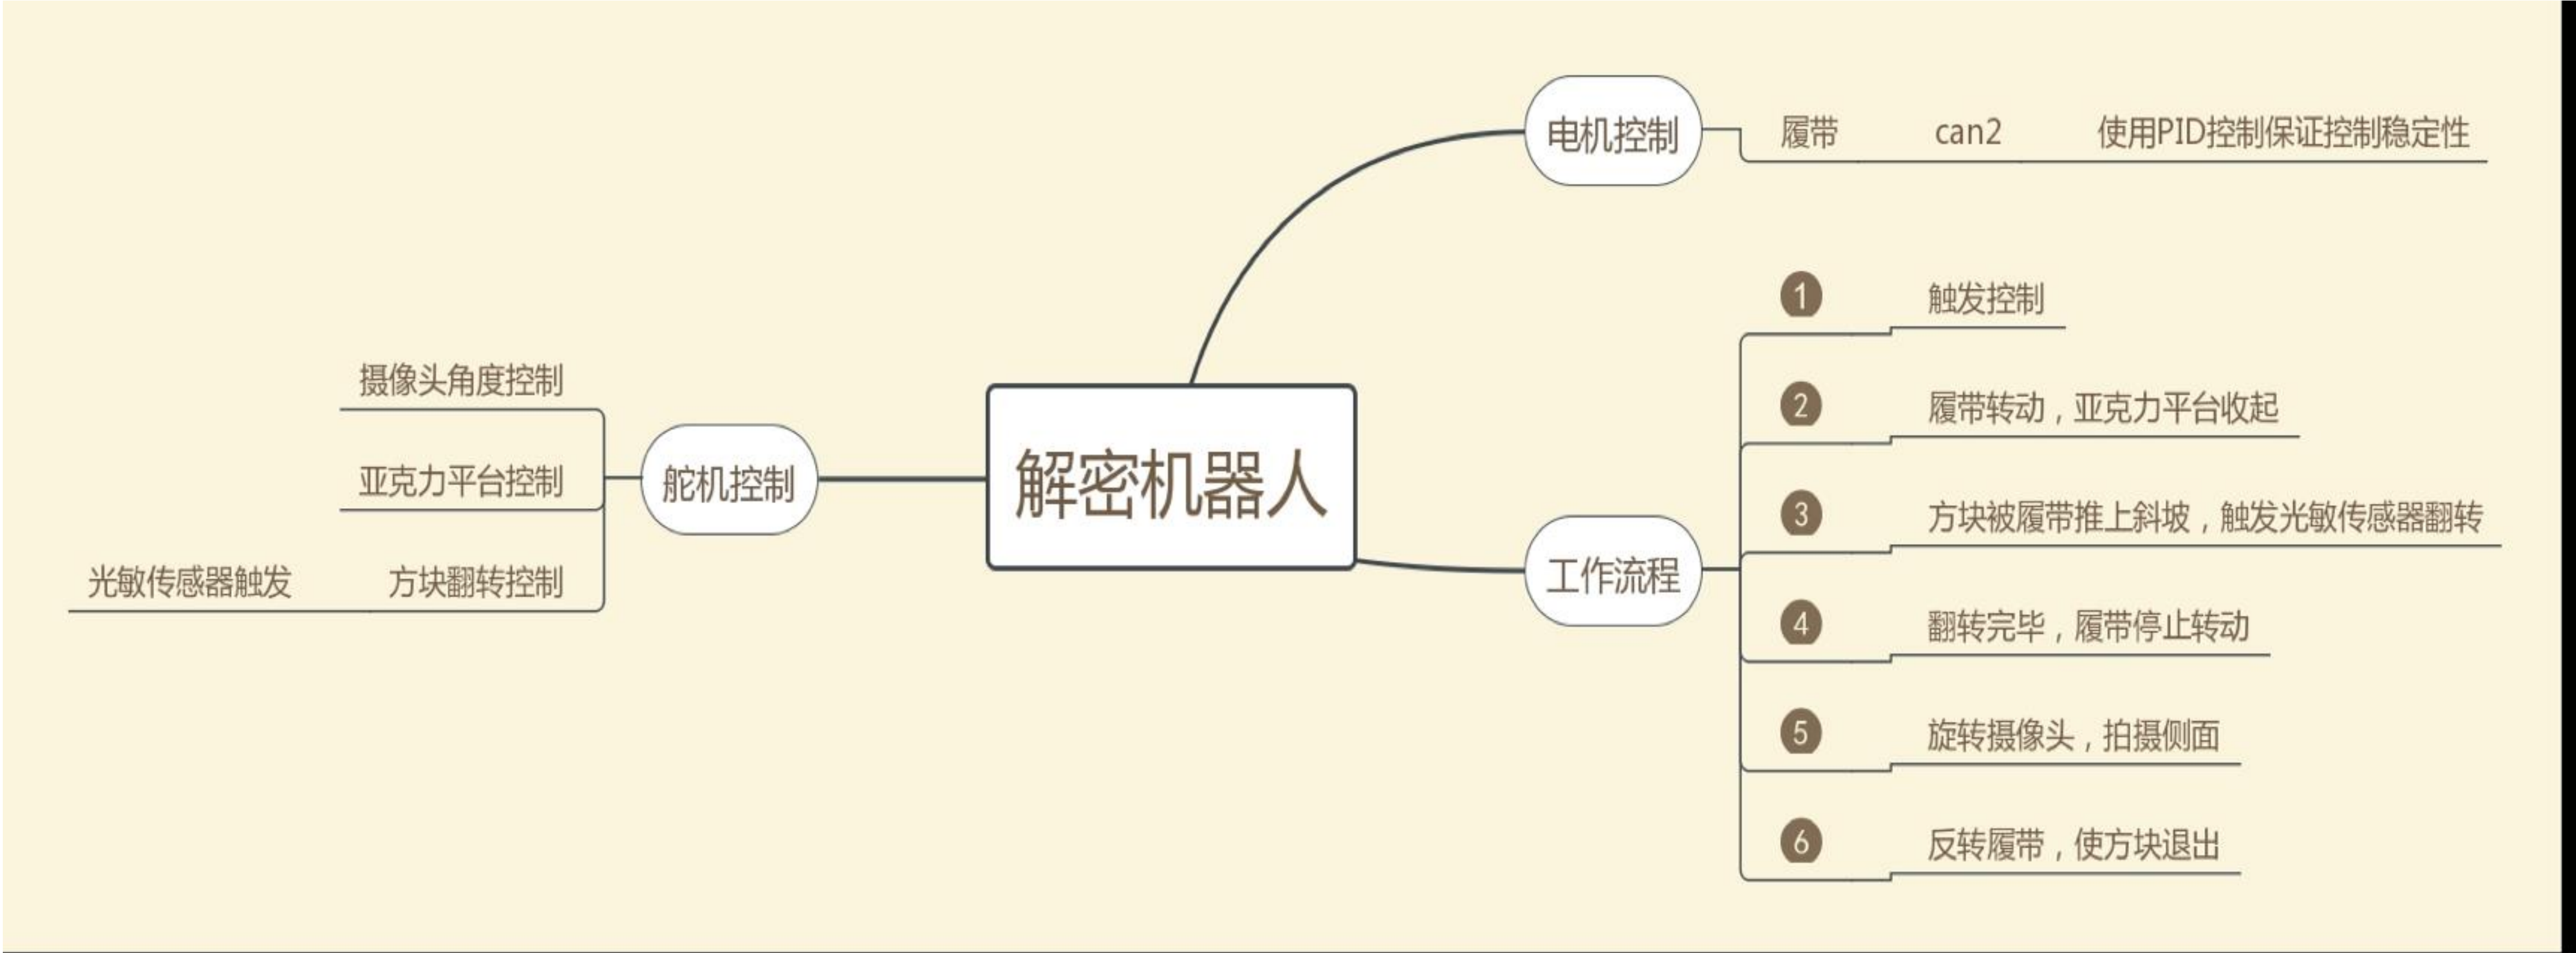 解密机器人
电机控制
履带 can2 使用PID控制保证控制稳定性
工作流程
1 触发控制
2 履带转动，亚克力平台收起
3 方块被履带推上斜坡，触发光敏传感器翻转
4 翻转完毕，履带停止转动
5 旋转摄像头，拍摄侧面
6 反转履带，使方块退出
舵机控制
摄像头角度控制
亚克力平台控制
方块翻转控制 光敏传感器触发